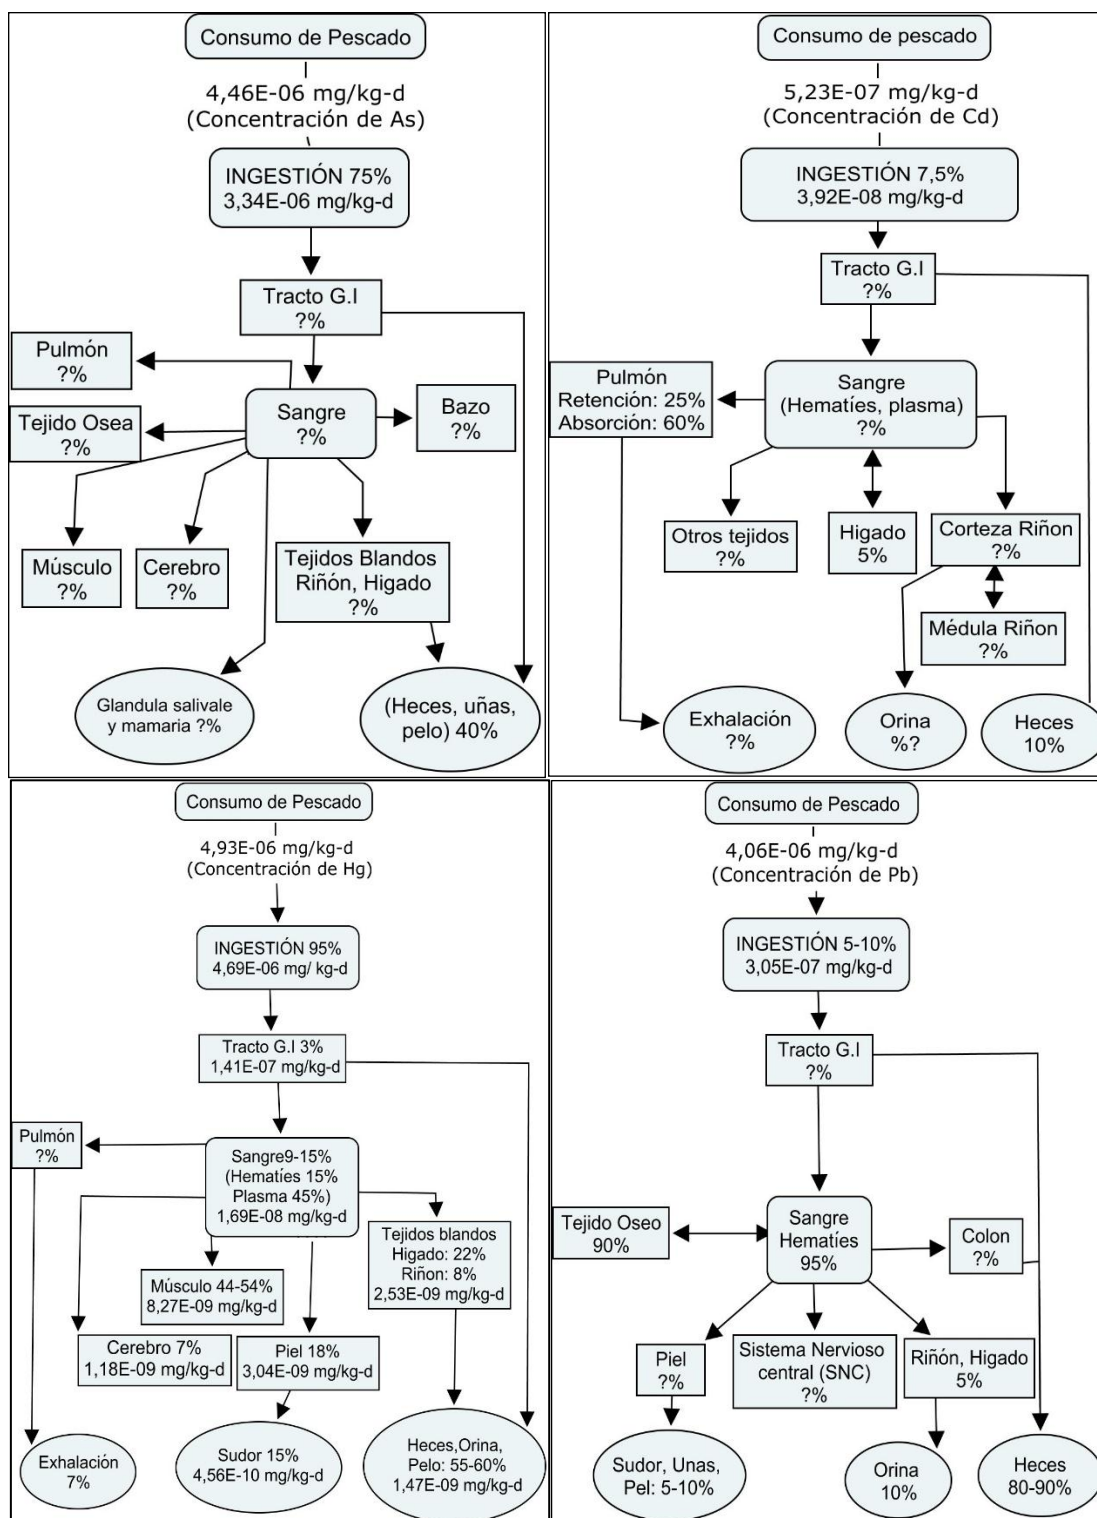 Consumo de Pescado
4,46E-06 mg/kg-d
(Concentración de As)
INGESTIÓN 75%
3,34E-06 mg/kg-d
Tracto G.I
?%
Pulmón
?%
Tejido Osea
?%
Sangre
?%
Bazo
?%
Músculo
?%
Cerebro
?%
Tejidos Blandos
Riñón, Higado
?%
Glandula salivale
y mamaria ?%
(Heces, uñas,
pelo) 40%
Consumo de pescado
5,23E-07 mg/kg-d
(Concentración de Cd)
INGESTIÓN 7,5%
3,92E-08 mg/kg-d
Tracto G.I
?%
Pulmón
Retención: 25%
Absorción: 60%
Sangre
(Hematíes, plasma)
?%
Otros tejidos
?%
Higado
5%
Corteza Riñon
?%
Médula Riñon
?%
Exhalación
?%
Orina
%?
Heces
10%
Consumo de Pescado
4,93E-06 mg/kg-d
(Concentración de Hg)
INGESTIÓN 95%
4,69E-06 mg/ kg-d
Tracto G.I 3%
1,41E-07 mg/kg-d
Pulmón
?%
Sangre9-15%
(Hematíes 15%
Plasma 45%)
1,69E-08 mg/kg-d
Tejidos blandos
Higado: 22%
Riñon: 8%
2,53E-09 mg/kg-d
Músculo 44-54%
8,27E-09 mg/kg-d
Cerebro 7%
1,18E-09 mg/kg-d
Piel 18%
3,04E-09 mg/kg-d
Exhalación
7%
Sudor 15%
4,56E-10 mg/kg-d
Heces,Orina,
Pelo: 55-60%
1,47E-09 mg/kg-d
Consumo de Pescado
4,06E-06 mg/kg-d
(Concentración de Pb)
INGESTIÓN 5-10%
3,05E-07 mg/kg-d
Tracto G.I
?%
Tejido Oseo
90%
Sangre
Hematíes
95%
Colon
?%
Piel
?%
Sistema Nervioso
central (SNC)
?%
Riñón, Higado
5%
Sudor, Unas,
Pel: 5-10%
Orina
10%
Heces
80-90%